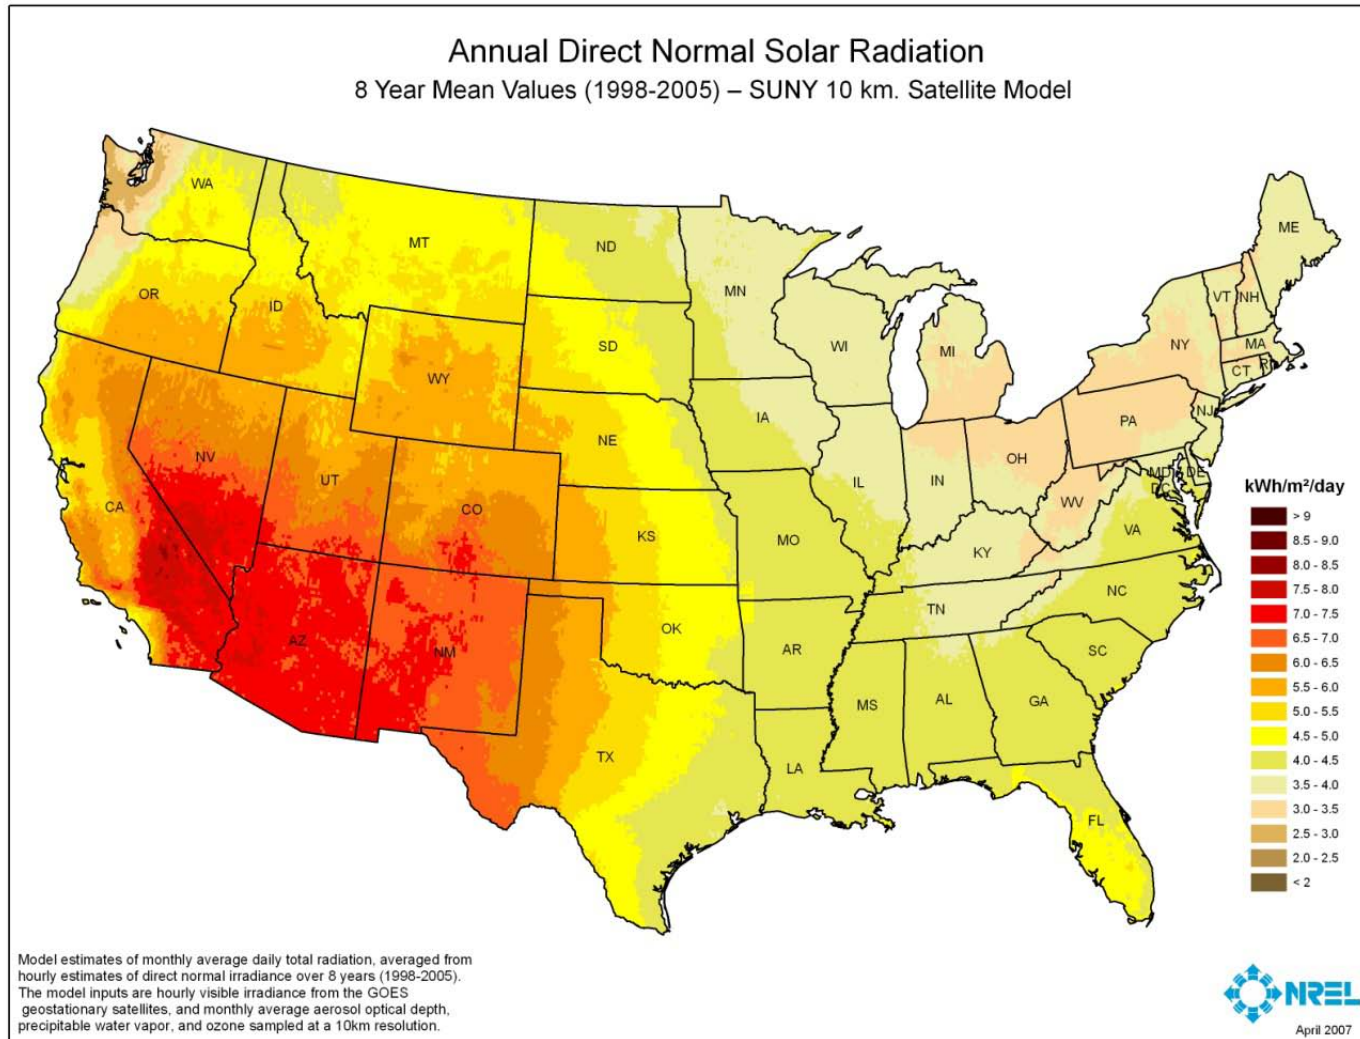 Annual Direct Normal Solar Radiation
8 Year Mean Values (1998-2005) – SUNY 10 km. Satellite Model
WA
MT
ND
MN
ME
OR
ID
SD
WI
MI
VT
NH
NY
MA
CT
RI
WY
IA
NE
PA
NJ
NV
UT
CO
IL
IN
OH
MD
DE
DC
WV
VA
CA
KS
MO
KY
AZ
NM
OK
AR
TN
NC
SC
TX
LA
MS
AL
GA
FL
kWh/m²/day
> 9
8.5 - 9.0
8.0 - 8.5
7.5 - 8.0
7.0 - 7.5
6.5 - 7.0
6.0 - 6.5
5.5 - 6.0
5.0 - 5.5
4.5 - 5.0
4.0 - 4.5
3.5 - 4.0
3.0 - 3.5
2.5 - 3.0
2.0 - 2.5
< 2
Model estimates of monthly average daily total radiation, averaged from
hourly estimates of direct normal irradiance over 8 years (1998-2005).
The model inputs are hourly visible irradiance from the GOES
geostationary satellites, and monthly average aerosol optical depth,
precipitable water vapor, and ozone sampled at a 10km resolution.
NREL
April 2007